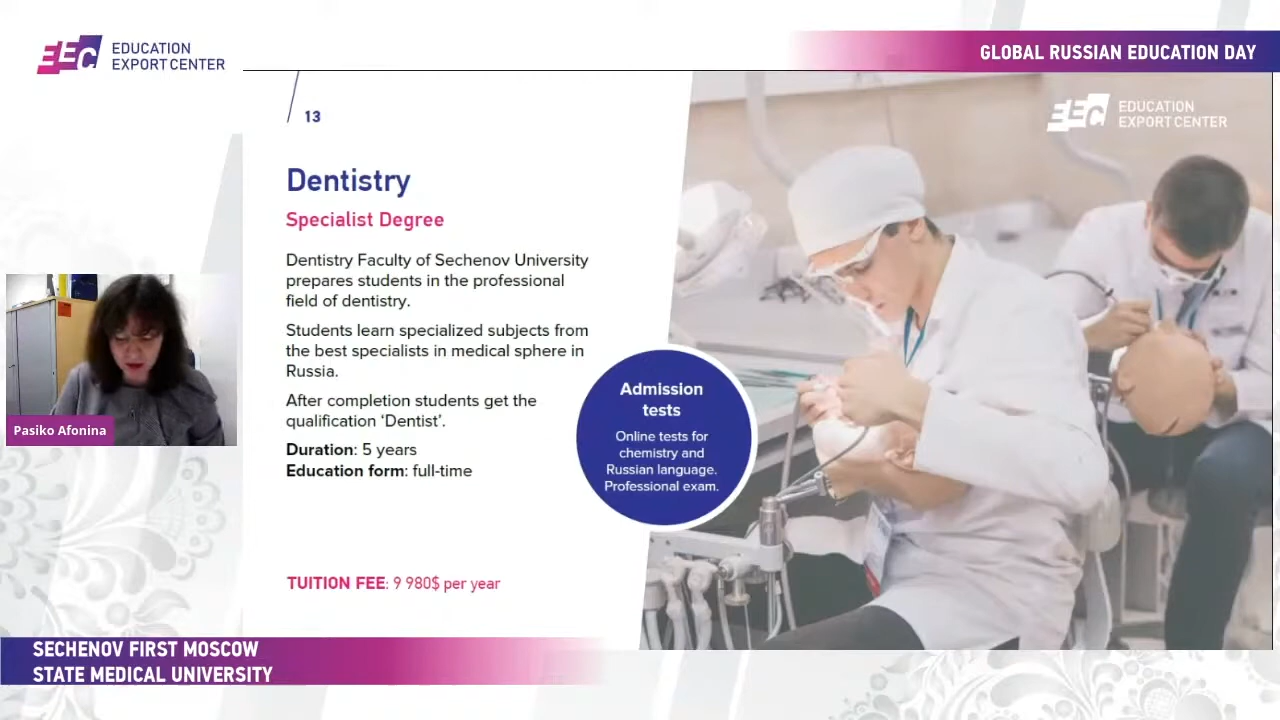 EEC EDUCATION
EXPORT CENTER
GLOBAL RUSSIAN EDUCATION DAY
EEC EDUCATION
EXPORT CENTER
13
Dentistry
Specialist Degree
Dentistry Faculty of Sechenov University
prepares students in the professional
field of dentistry.
Students learn specialized subjects from
the best specialists in medical sphere in
Russia.
After completion students get the
qualification ‘Dentist’.
Duration: 5 years
Education form: full-time
Admission
tests
Online tests for
chemistry and
Russian language.
Professional exam.
TUITION FEE: 9 980$ per year
Pasiko Afonina
SECHENOV FIRST MOSCOW
STATE MEDICAL UNIVERSITY